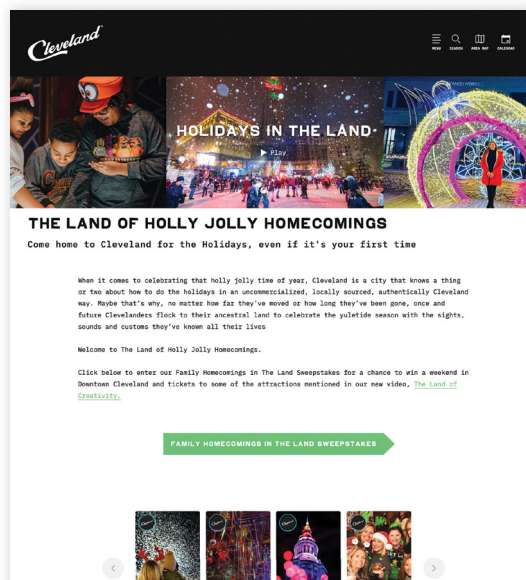 Cleveland
MENU SEARCH AREA MAP CALENDAR
HOLIDAYS IN THE LAND
Play
THE LAND OF HOLLY JOLLY HOMECOMINGS
Come home to Cleveland for the Holidays, even if it's your first time
When it comes to celebrating that holly jolly time of year, Cleveland is a city that knows a thing
or two about how to do the holidays in an uncommercialized, locally sourced, authentically Cleveland
way. Maybe that's why, no matter how far they've moved or how long they've been gone, once and
future Clevelanders flock to their ancestral land to celebrate the yuletide season with the sights,
sounds and customs they've known all their lives
Welcome to The Land of Holly Jolly Homecomings.
Click below to enter our Family Homecomings in The Land Sweepstakes for a chance to win a weekend in
Downtown Cleveland and tickets to some of the attractions mentioned in our new video, The Land of
Creativity.
FAMILY HOMECOMINGS IN THE LAND SWEEPSTAKES